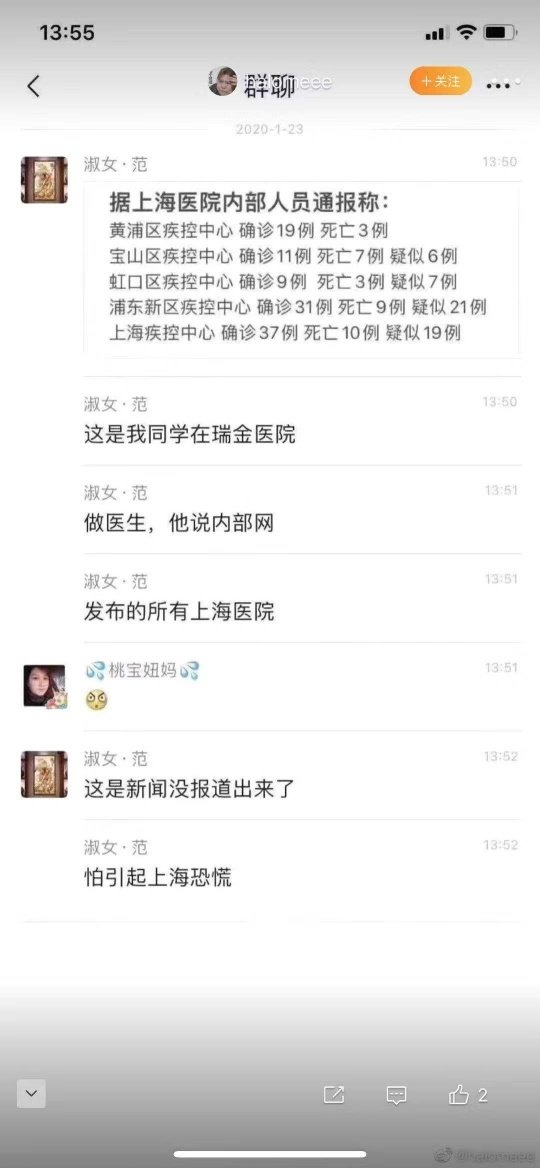 13:55
群聊
+关注
2020-1-23
淑女·范 13:50
据上海医院内部人员通报称：
黄浦区疾控中心 确诊19例 死亡3例
宝山区疾控中心 确诊11例 死亡7例 疑似6例
虹口区疾控中心 确诊9例 死亡3例 疑似7例
浦东新区疾控中心 确诊31例 死亡9例 疑似21例
上海疾控中心 确诊37例 死亡10例 疑似19例
淑女·范 13:50
这是我同学在瑞金医院
淑女·范 13:51
做医生，他说内部网
淑女·范 13:51
发布的所有上海医院
💦桃宝妞妈💦 13:51
淑女·范 13:52
这是新闻没报道出来了
淑女·范 13:52
怕引起上海恐慌
2